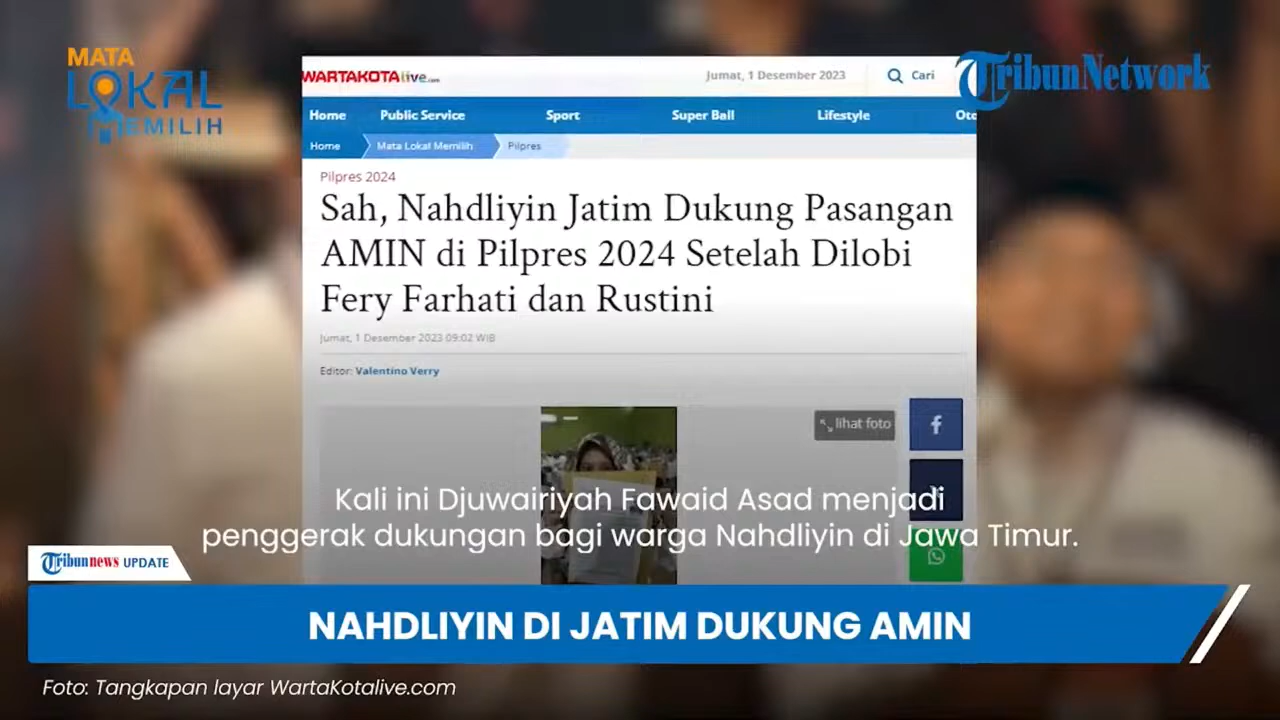 MATA
LOKAL
MEMILIH
WARTAKOTAlive.com
Jumat, 1 Desember 2023
Cari
TribunNetwork
Home Public Service Sport Super Ball Lifestyle Oto
Home Mata Lokal Memilih Pilpres
Pilpres 2024
Sah, Nahdliyin Jatim Dukung Pasangan
AMIN di Pilpres 2024 Setelah Dilobi
Fery Farhati dan Rustini
Jumat, 1 Desember 2023 09:02 WIB
Editor: Valentino Verry
lihat foto
f
Kali ini Djuwairiyah Fawaid Asad menjadi
penggerak dukungan bagi warga Nahdliyin di Jawa Timur.
Tribunnews UPDATE
NAHDLIYIN DI JATIM DUKUNG AMIN
Foto: Tangkapan layar WartaKotalive.com